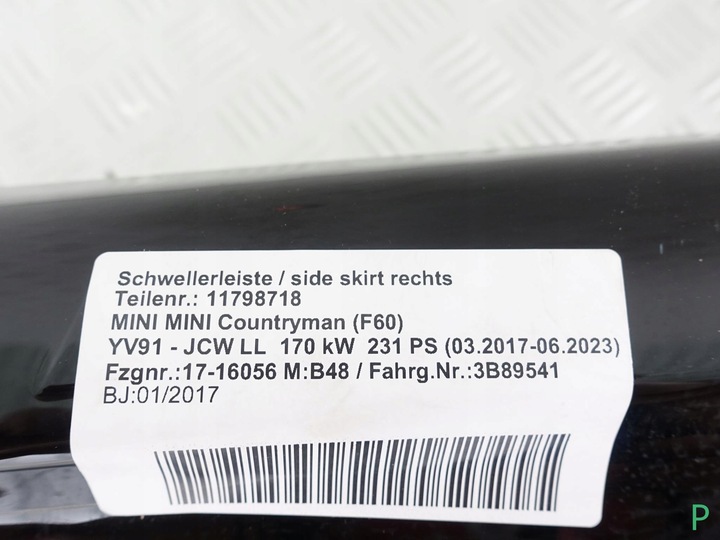 Schwellerleiste / side skirt rechts
Teilenr.: 11798718
MINI MINI Countryman (F60)
YV91 - JCW LL 170 kW 231 PS (03.2017-06.2023)
Fzgnr.:17-16056 M:B48 / Fahrg.Nr.:3B89541
BJ:01/2017
P